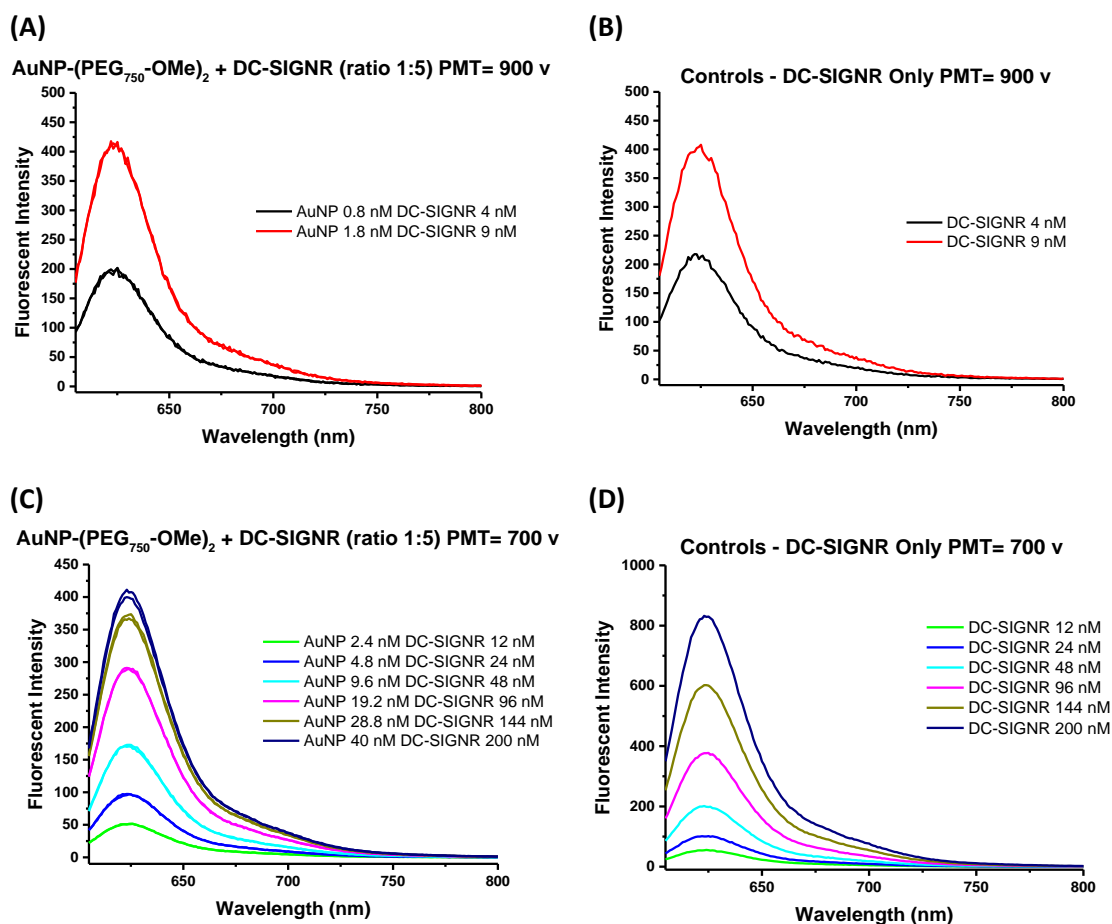 (A)
AuNP-(PEG₇₅₀-OMe)₂ + DC-SIGNR (ratio 1:5) PMT= 900 v
Fluorescent Intensity
500
450
400
350
300
250
200
150
100
50
0
AuNP 0.8 nM DC-SIGNR 4 nM
AuNP 1.8 nM DC-SIGNR 9 nM
650 700 750 800
Wavelength (nm)
(B)
Controls - DC-SIGNR Only PMT= 900 v
Fluorescent Intensity
500
450
400
350
300
250
200
150
100
50
0
DC-SIGNR 4 nM
DC-SIGNR 9 nM
650 700 750 800
Wavelength (nm)
(C)
AuNP-(PEG₇₅₀-OMe)₂ + DC-SIGNR (ratio 1:5) PMT= 700 v
Fluorescent Intensity
450
400
350
300
250
200
150
100
50
0
AuNP 2.4 nM DC-SIGNR 12 nM
AuNP 4.8 nM DC-SIGNR 24 nM
AuNP 9.6 nM DC-SIGNR 48 nM
AuNP 19.2 nM DC-SIGNR 96 nM
AuNP 28.8 nM DC-SIGNR 144 nM
AuNP 40 nM DC-SIGNR 200 nM
650 700 750 800
Wavelength (nm)
(D)
Controls - DC-SIGNR Only PMT= 700 v
Fluorescent Intensity
1000
800
600
400
200
0
DC-SIGNR 12 nM
DC-SIGNR 24 nM
DC-SIGNR 48 nM
DC-SIGNR 96 nM
DC-SIGNR 144 nM
DC-SIGNR 200 nM
650 700 750 800
Wavelength (nm)